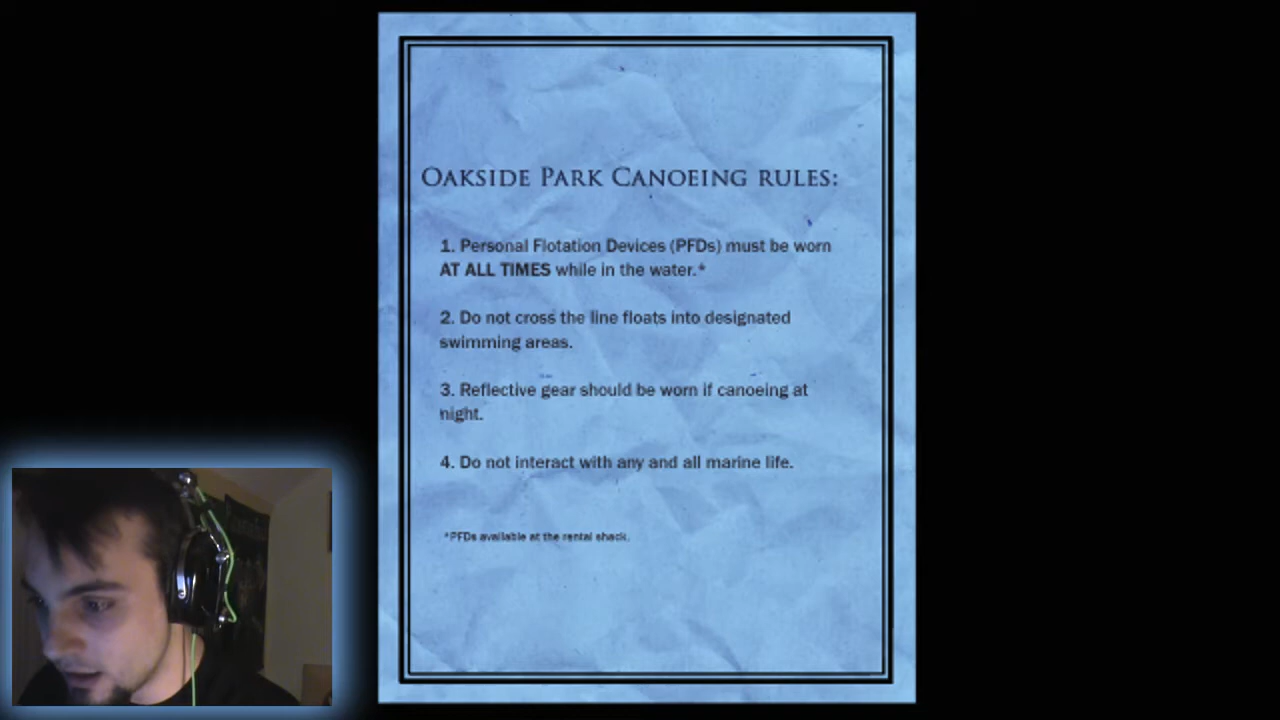 OAKSIDE PARK CANOEING RULES:
1. Personal Flotation Devices (PFDs) must be worn
AT ALL TIMES while in the water.*
2. Do not cross the line floats into designated
swimming areas.
3. Reflective gear should be worn if canoeing at
night.
4. Do not interact with any and all marine life.
*PFDs available at the rental shack.